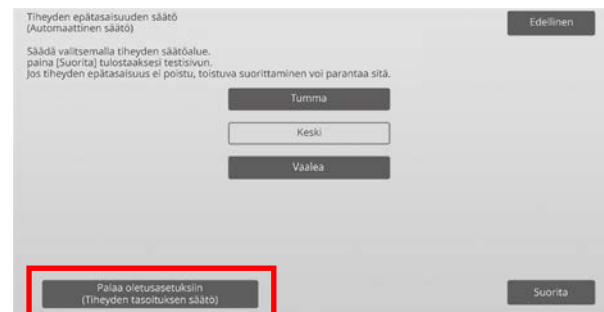 Tiheyden epätasaisuuden säätö
(Automaattinen säätö)
Edellinen
Säädä valitsemalla tiheyden säätöalue.
paina [Suorita] tulostaaksesi testisivun.
Jos tiheyden epätasaisuus ei poistu, toistuva suorittaminen voi parantaa sitä.
Tumma
Keski
Vaalea
Palaa oletusasetuksiin
(Tiheyden tasoituksen säätö)
Suorita